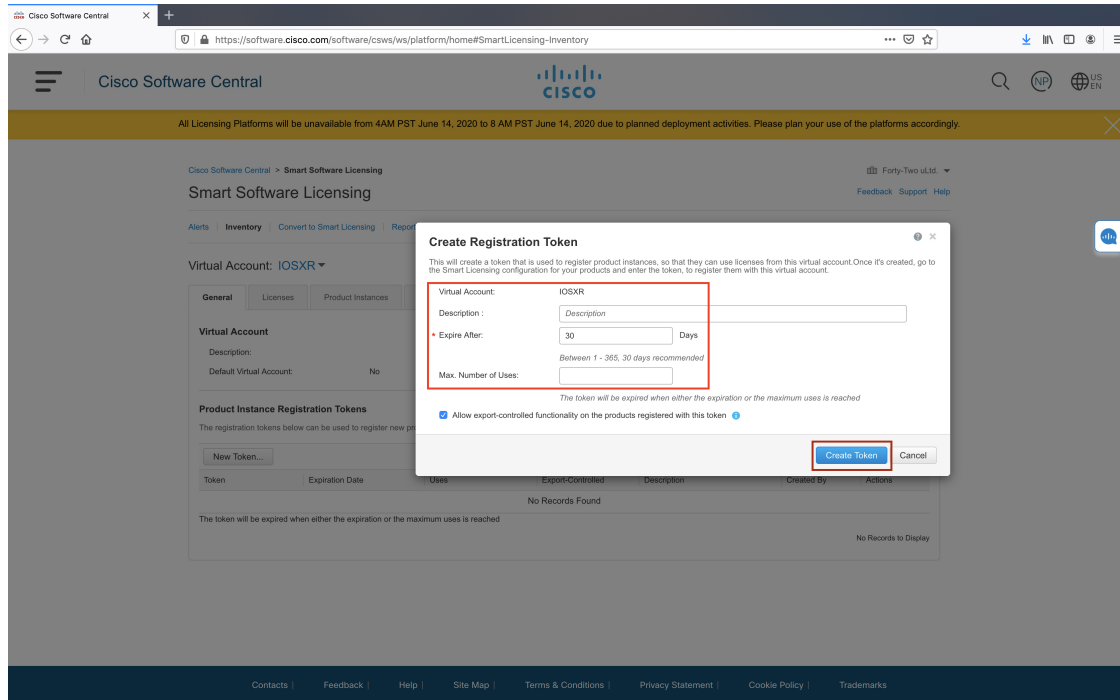 Cisco Software Central
https://software.cisco.com/software/csws/ws/platform/home#SmartLicensing-Inventory
Cisco Software Central
CISCO
NP
US
EN
All Licensing Platforms will be unavailable from 4AM PST June 14, 2020 to 8 AM PST June 14, 2020 due to planned deployment activities. Please plan your use of the platforms accordingly.
Cisco Software Central > Smart Software Licensing
Forty-Two uLtd.
Smart Software Licensing
Feedback Support Help
Alerts | Inventory | Convert to Smart Licensing | Repor
Virtual Account: IOSXR
General
Licenses
Product Instances
Virtual Account
Description:
Default Virtual Account: No
Product Instance Registration Tokens
The registration tokens below can be used to register new pr
New Token...
Token Expiration Date Uses Export-Controlled Description Created By Actions
No Records Found
The token will be expired when either the expiration or the maximum uses is reached
No Records to Display
Create Registration Token
This will create a token that is used to register product instances, so that they can use licenses from this virtual account.Once it's created, go to
the Smart Licensing configuration for your products and enter the token, to register them with this virtual account.
Virtual Account: IOSXR
Description : Description
* Expire After: 30 Days
Between 1 - 365, 30 days recommended
Max. Number of Uses:
The token will be expired when either the expiration or the maximum uses is reached
Allow export-controlled functionality on the products registered with this token
Create Token
Cancel
Contacts | Feedback | Help | Site Map | Terms & Conditions | Privacy Statement | Cookie Policy | Trademarks